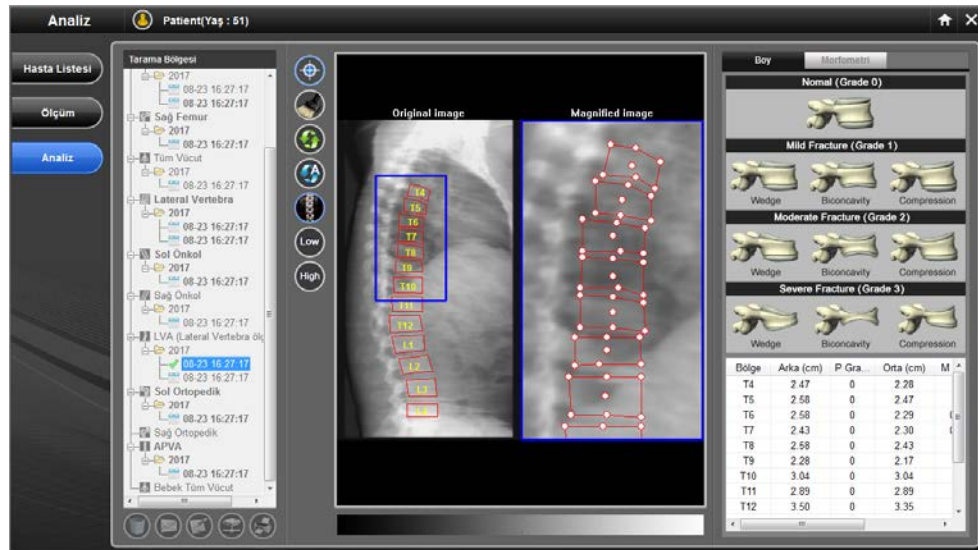 Analiz
Patient(Yaş : 51)
Hasta Listesi
Ölçüm
Analiz
Tarama Bölgesi
2017
08-23 16:27:17
08-23 16:27:17
Sağ Femur
2017
08-23 16:27:17
Tüm Vücut
2017
08-23 16:27:17
Lateral Vertebra
2017
08-23 16:27:17
08-23 16:27:17
Sol Önkol
2017
08-23 16:27:17
Sağ Önkol
2017
08-23 16:27:17
LVA (Lateral Vertebra ölç
2017
08-23 16:27:17
08-23 16:27:17
Sol Ortopedik
2017
08-23 16:27:17
Sağ Ortopedik
APVA
2017
08-23 16:27:17
Bebek Tüm Vücut
A
Low
High
Original Image
Magnified Image
T4
T5
T6
T7
T8
T9
T10
T11
T12
L1
L2
L3
Boy
Morfometri
Nomal (Grade 0)
Mild Fracture (Grade 1)
Wedge Biconcavity Compression
Moderate Fracture (Grade 2)
Wedge Biconcavity Compression
Severe Fracture (Grade 3)
Wedge Biconcavity Compression
Bölge Arka (cm) P Gra... Orta (cm) M
T4 2.47 0 2.28
T5 2.58 0 2.47
T6 2.58 0 2.29
T7 2.43 0 2.30
T8 2.58 0 2.43
T9 2.28 0 2.17
T10 3.04 0 3.04
T11 2.89 0 2.89
T12 3.50 0 3.35